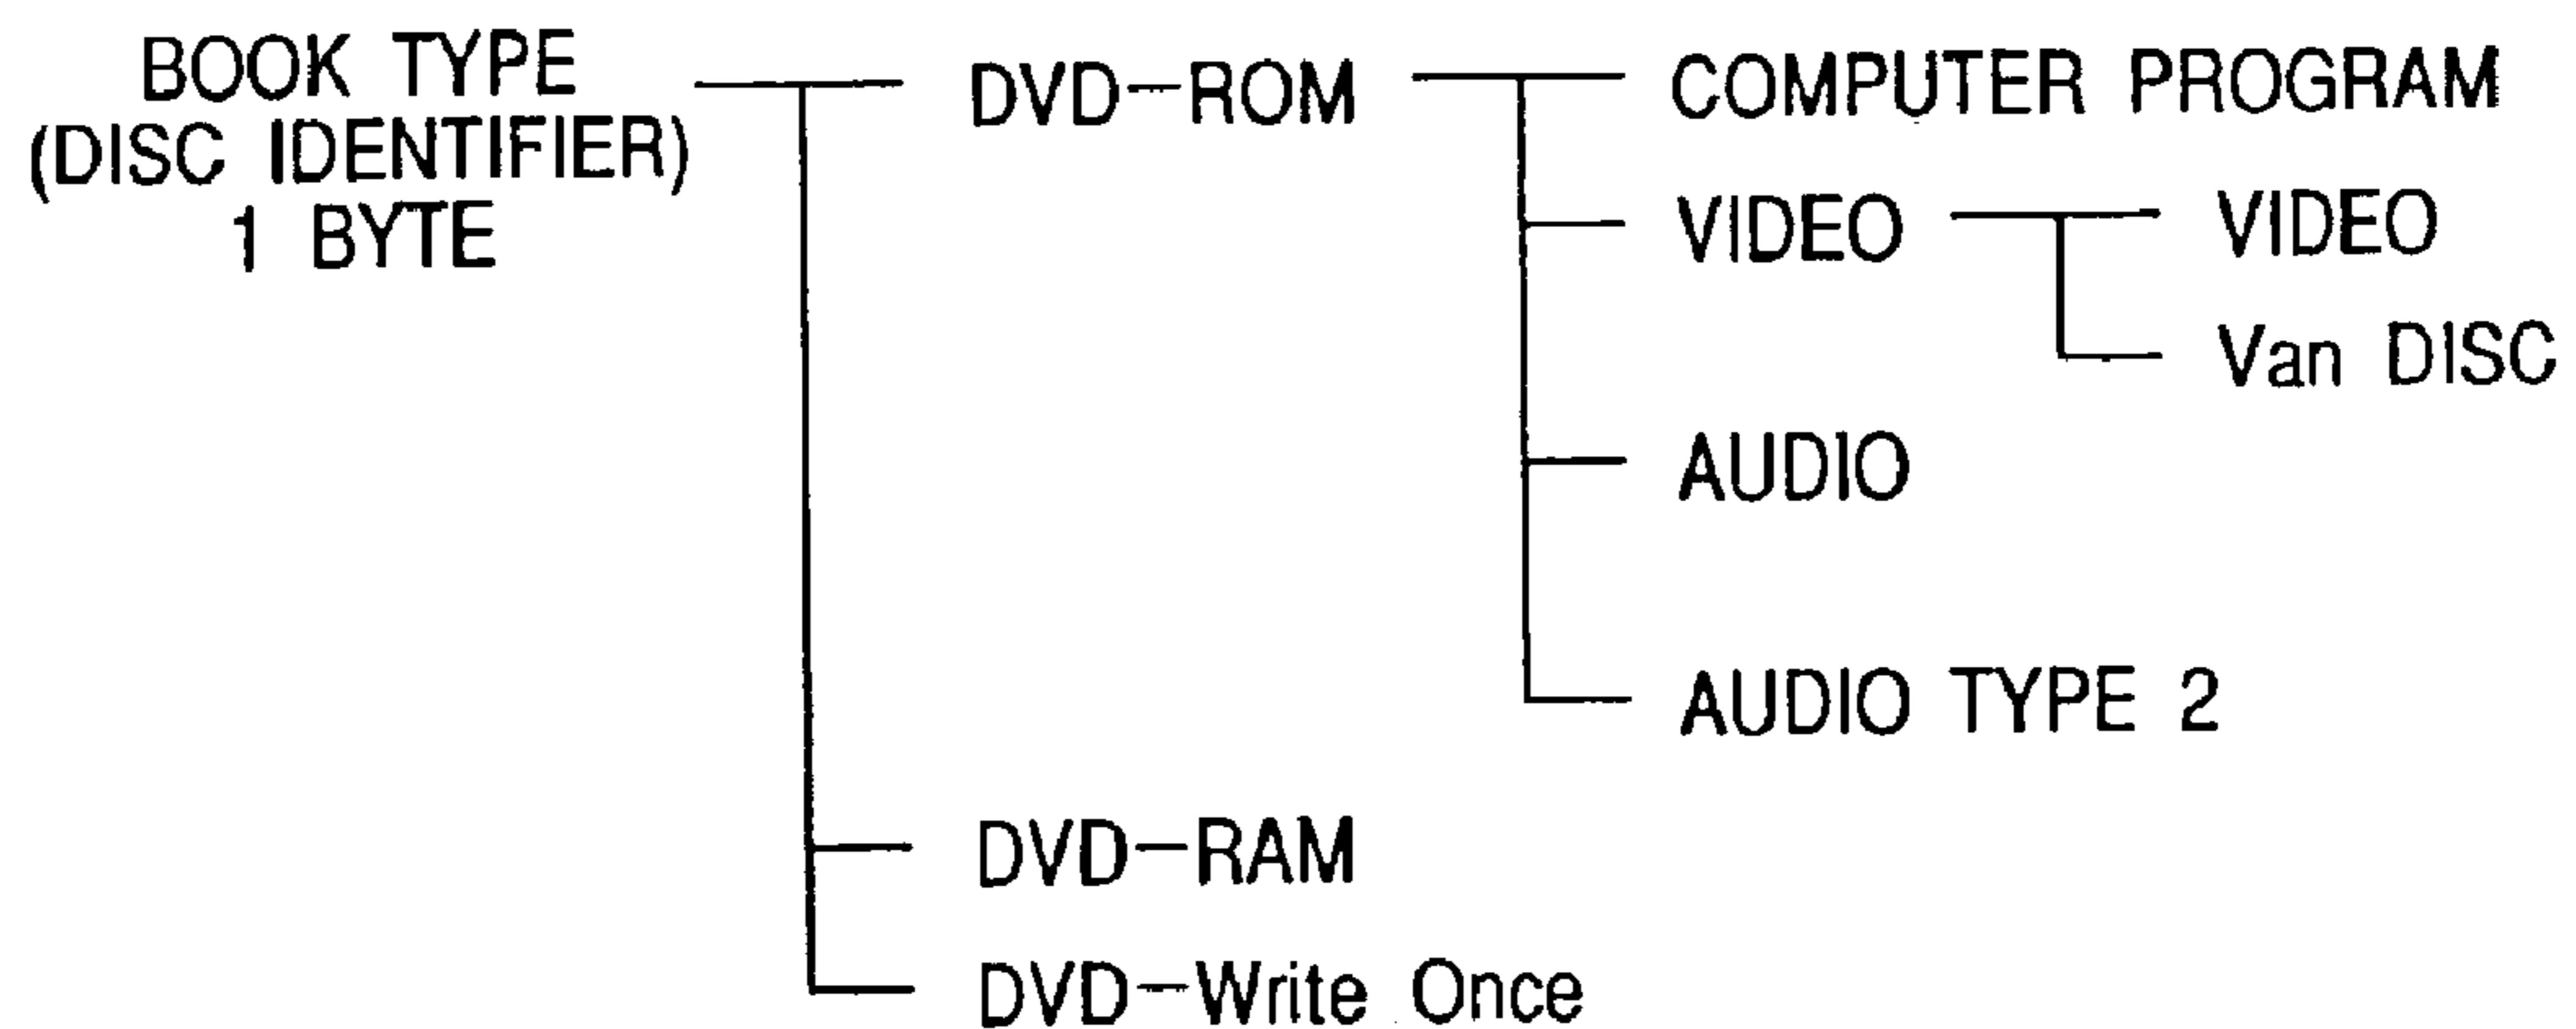 BOOK TYPE
(DISC IDENTIFIER)
1 BYTE
DVD-ROM
COMPUTER PROGRAM
VIDEO
VIDEO
Van DISC
AUDIO
AUDIO TYPE 2
DVD-RAM
DVD-Write Once